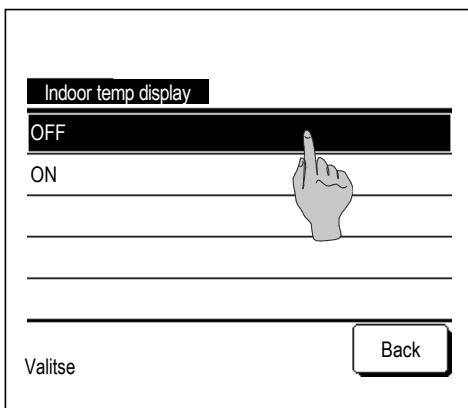 Indoor temp display
OFF
ON
Valitse
Back